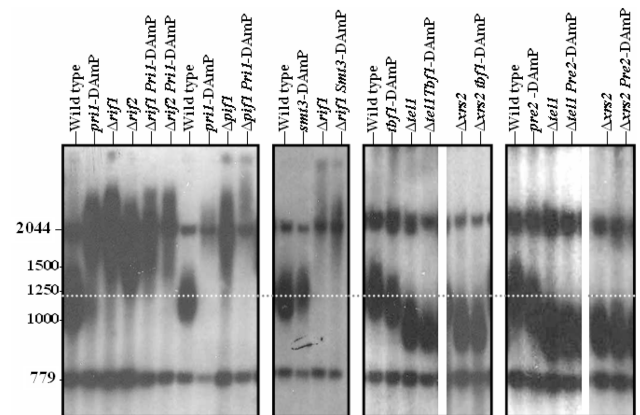 Wild type
pri1-DAmP
Δrif1
Δrif2
Δrif1 Pri1-DAmP
Δrif2 Pri1-DAmP
Wild type
pri1-DAmP
Δpif1
Δpif1 Pri1-DAmP
Wild type
smt3-DAmP
Δrif1
Δrif1 Smt3-DAmP
Wild type
tbf1-DAmP
Δtel1
Δtel1Tbf1-DAmP
Δxrs2
Δxrs2 tbf1-DAmP
Wild type
pre2 -DAmP
Δtel1
Δtel1 Pre2-DAmP
Δxrs2
Δxrs2 Pre2-DAmP
2044
1500
1250
1000
779